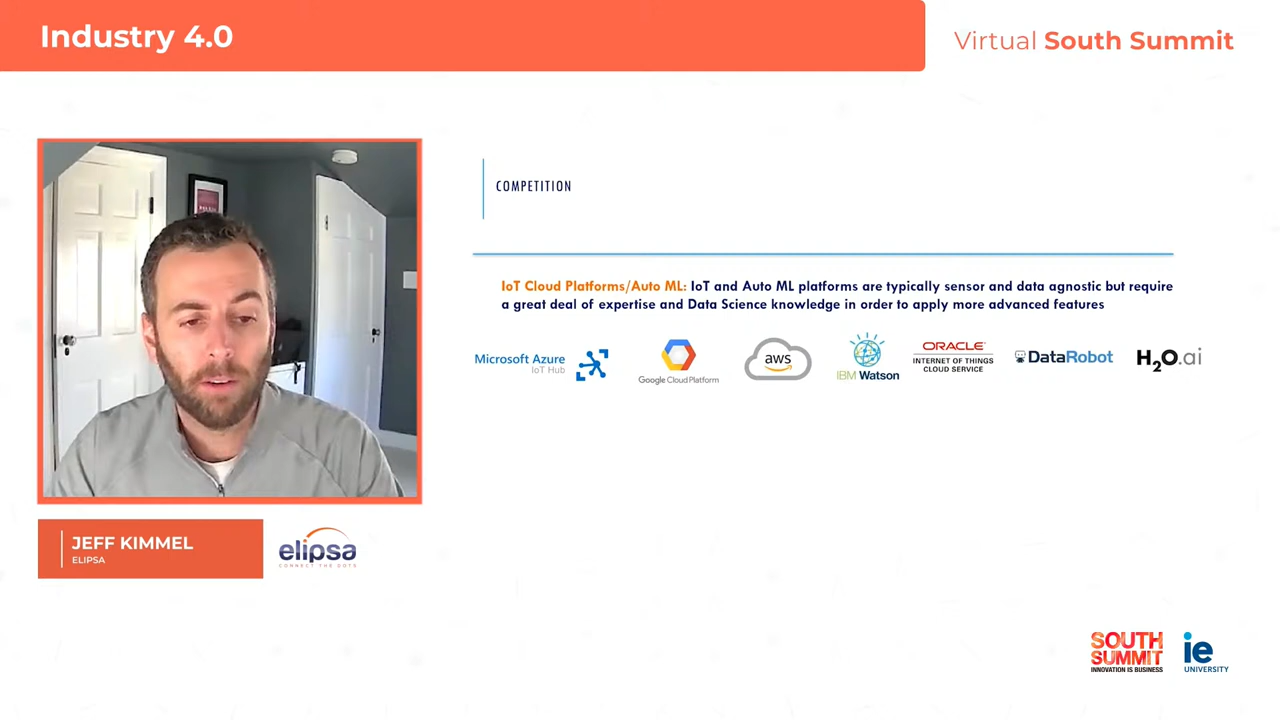 Industry 4.0
Virtual South Summit
COMPETITION
IoT Cloud Platforms/Auto ML: IoT and Auto ML platforms are typically sensor and data agnostic but require
a great deal of expertise and Data Science knowledge in order to apply more advanced features
Microsoft Azure
IoT Hub
Google Cloud Platform
aws
IBM Watson
ORACLE
INTERNET OF THINGS
CLOUD SERVICE
DataRobot
H2O.ai
JEFF KIMMEL
ELIPSA
elipsa
CONNECT THE DOTS
SOUTH
SUMMIT
INNOVATION IS BUSINESS
ie
UNIVERSITY